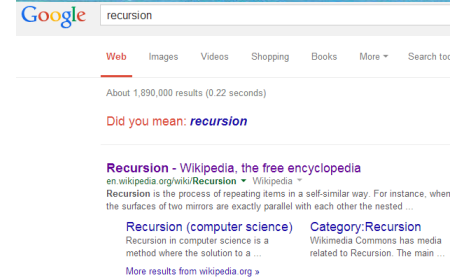 Google recursion
Web Images Videos Shopping Books More Search
About 1,890,000 results (0.22 seconds)
Did you mean: recursion
Recursion - Wikipedia, the free encyclopedia
en.wikipedia.org/wiki/Recursion Wikipedia
Recursion is the process of repeating items in a self-similar way. For instance, when
the surfaces of two mirrors are exactly parallel with each other the nested ...
Recursion (computer science) Category:Recursion
Recursion in computer science is a Wikimedia Commons has media
method where the solution to a ... related to Recursion. The main ...
More results from wikipedia.org »